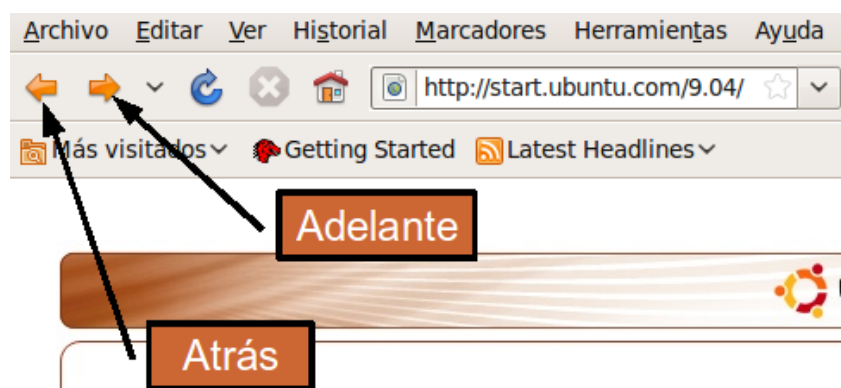 Archivo Editar Ver Historial Marcadores Herramientas Ayuda
http://start.ubuntu.com/9.04/
Más visitados Getting Started Latest Headlines
Adelante
Atrás